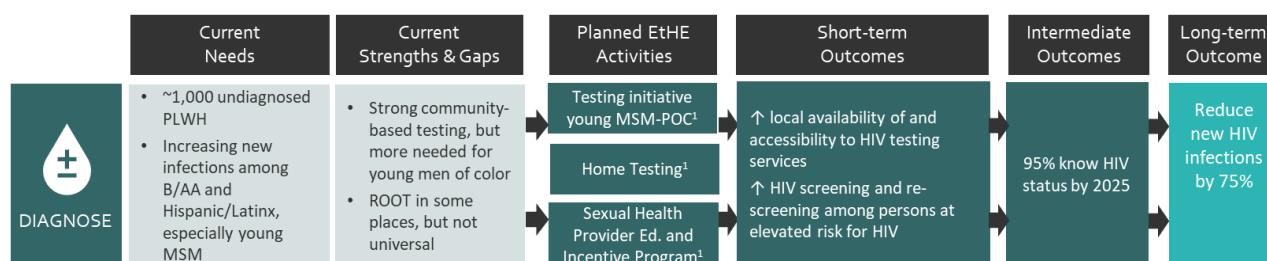 Current
Needs
Current
Strengths & Gaps
Planned EtHE
Activities
Short-term
Outcomes
Intermediate
Outcomes
Long-term
Outcome
±
DIAGNOSE
• ~1,000 undiagnosed
PLWH
• Increasing new
infections among
B/AA and
Hispanic/Latinx,
especially young
MSM
• Strong community-
based testing, but
more needed for
young men of color
• ROOT in some
places, but not
universal
Testing initiative
young MSM-POC¹
Home Testing¹
Sexual Health
Provider Ed. and
Incentive Program¹
↑ local availability of and
accessibility to HIV testing
services
↑ HIV screening and re-
screening among persons at
elevated risk for HIV
95% know HIV
status by 2025
Reduce
new HIV
infections
by 75%